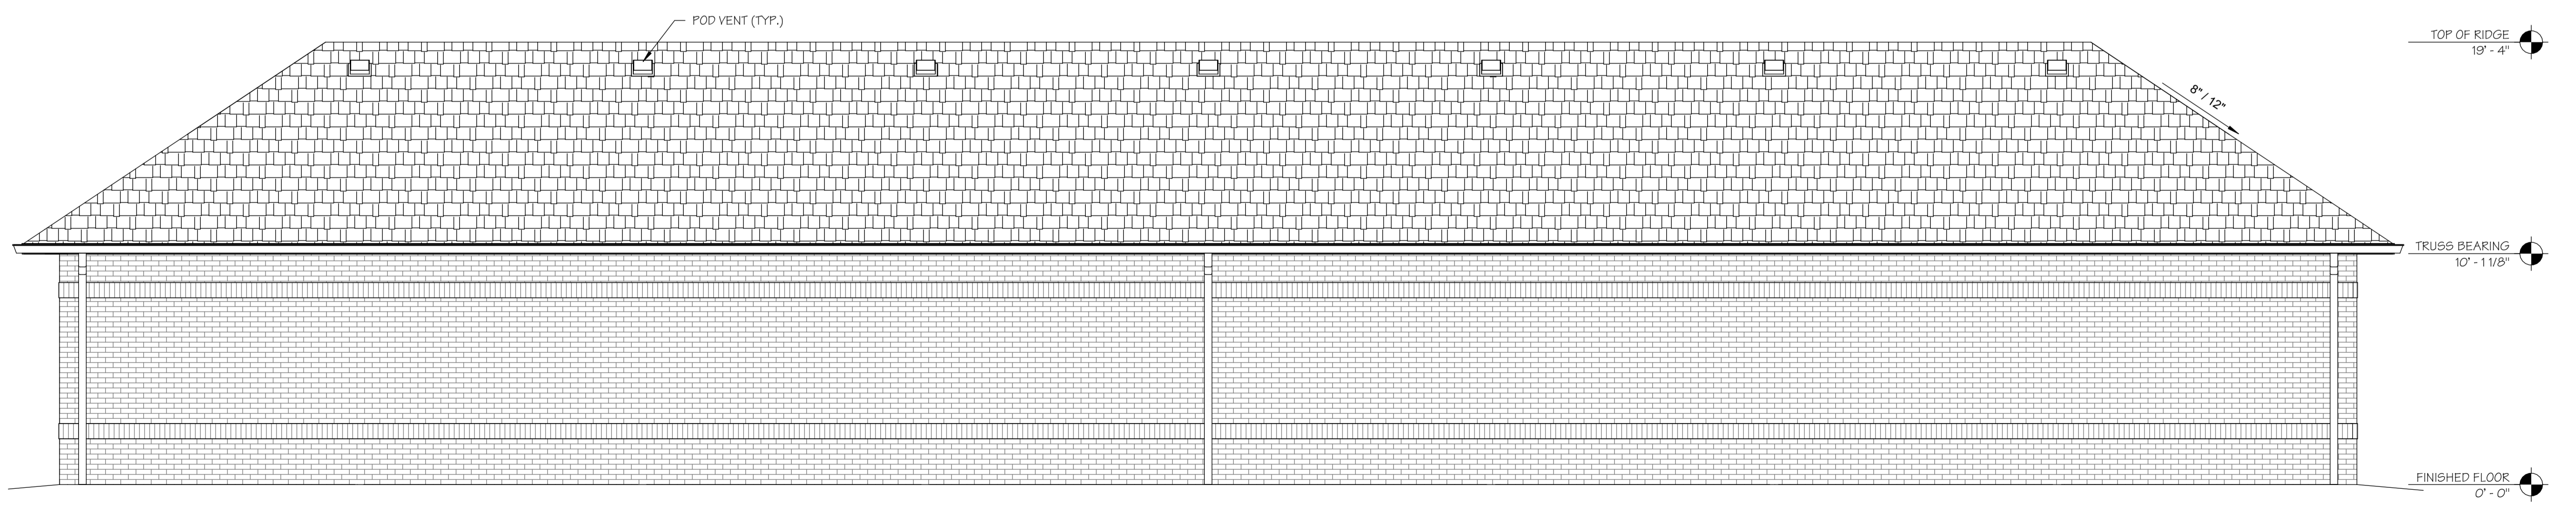 POD VENT (TYP.)
TOP OF RIDGE
19' - 4"
8" / 12"
TRUSS BEARING
10' - 1 1/8"
FINISHED FLOOR
0' - 0"